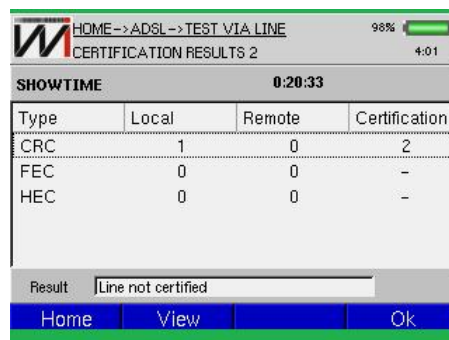 HOME->ADSL->TEST VIA LINE 98%
CERTIFICATION RESULTS 2 4:01
SHOWTIME 0:20:33
Type Local Remote Certification
CRC 1 0 2
FEC 0 0 -
HEC 0 0 -
Result Line not certified
Home View Ok